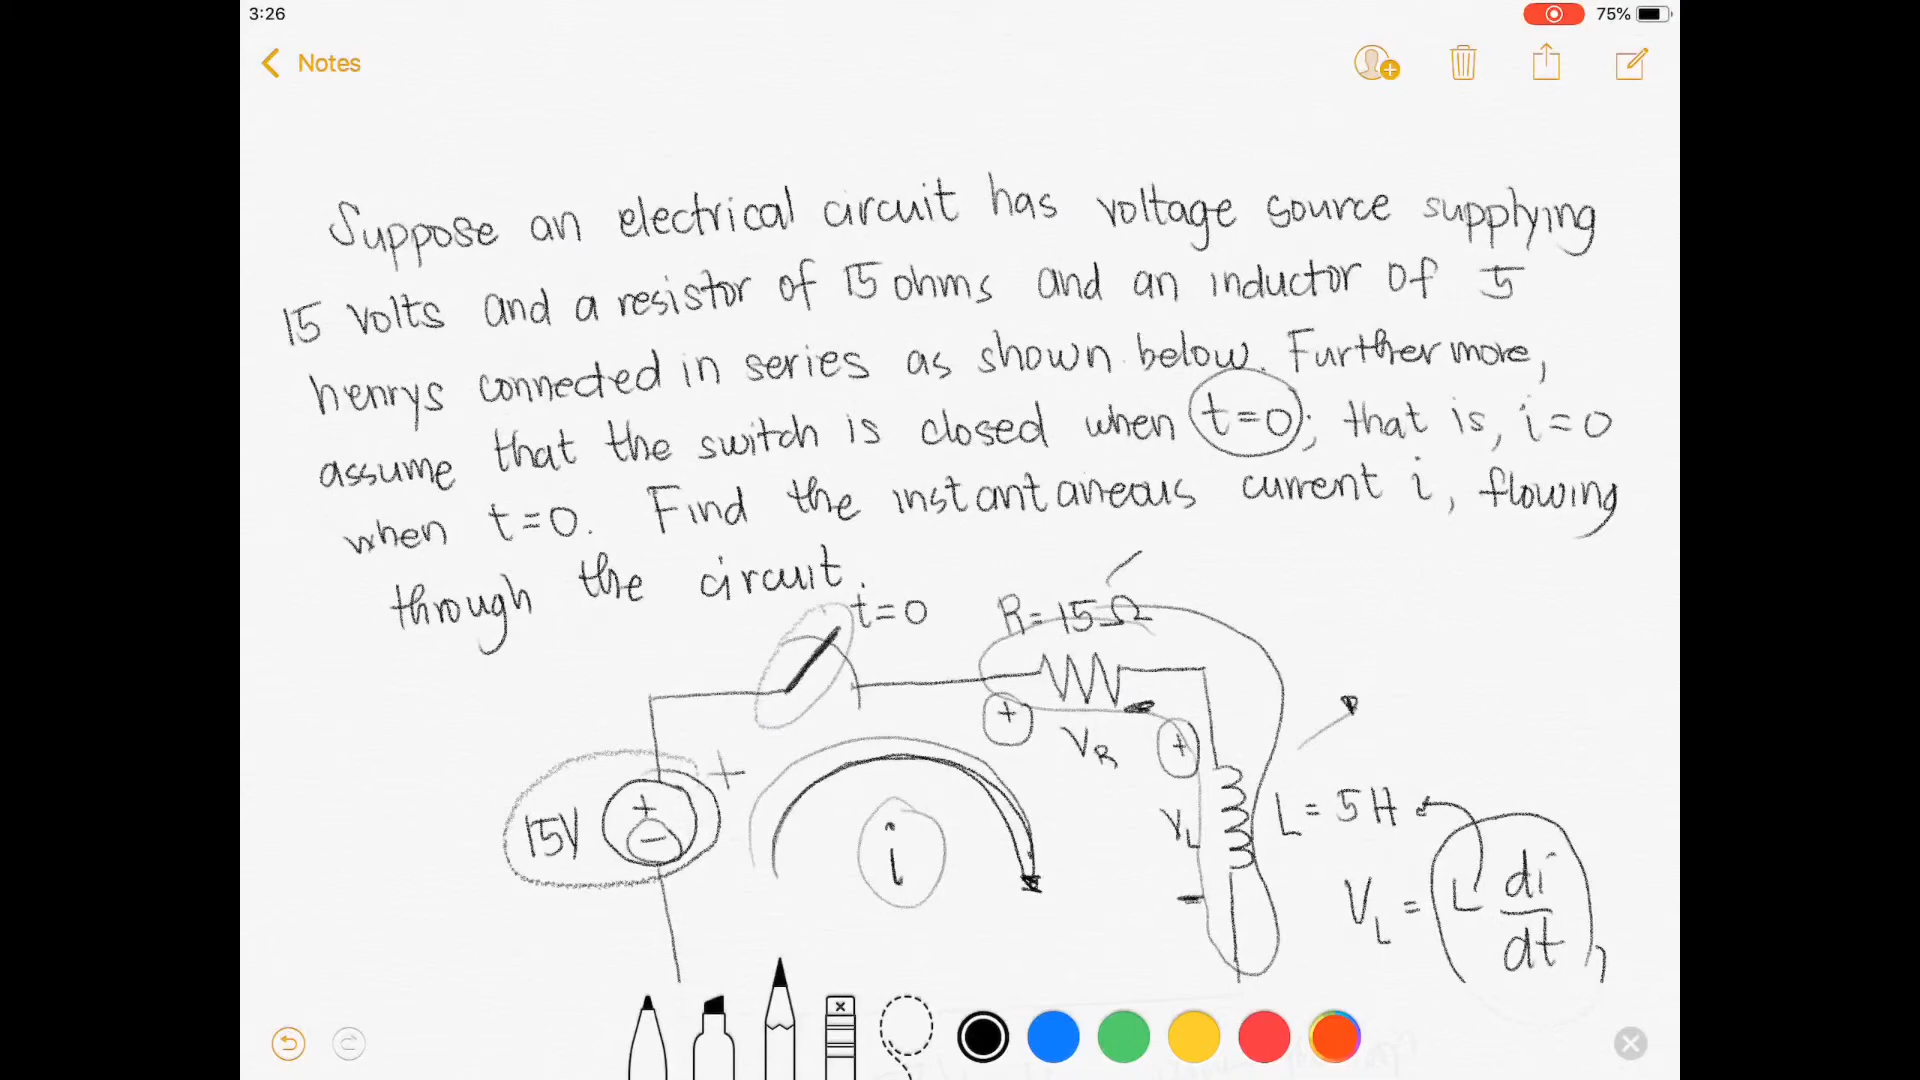 3:26
75%
Notes
Suppose an electrical circuit has voltage source supplying
15 volts and a resistor of 15 ohms and an inductor of 5
henrys connected in series as shown below. Furthermore,
assume that the switch is closed when t=0; that is, i=0
when t=0. Find the instantaneous current i, flowing
through the circuit.
t=0
R=15Ω
+
V_R
+
+
15V
+
−
i
V_L
L=5H
−
V_L = L di/dt